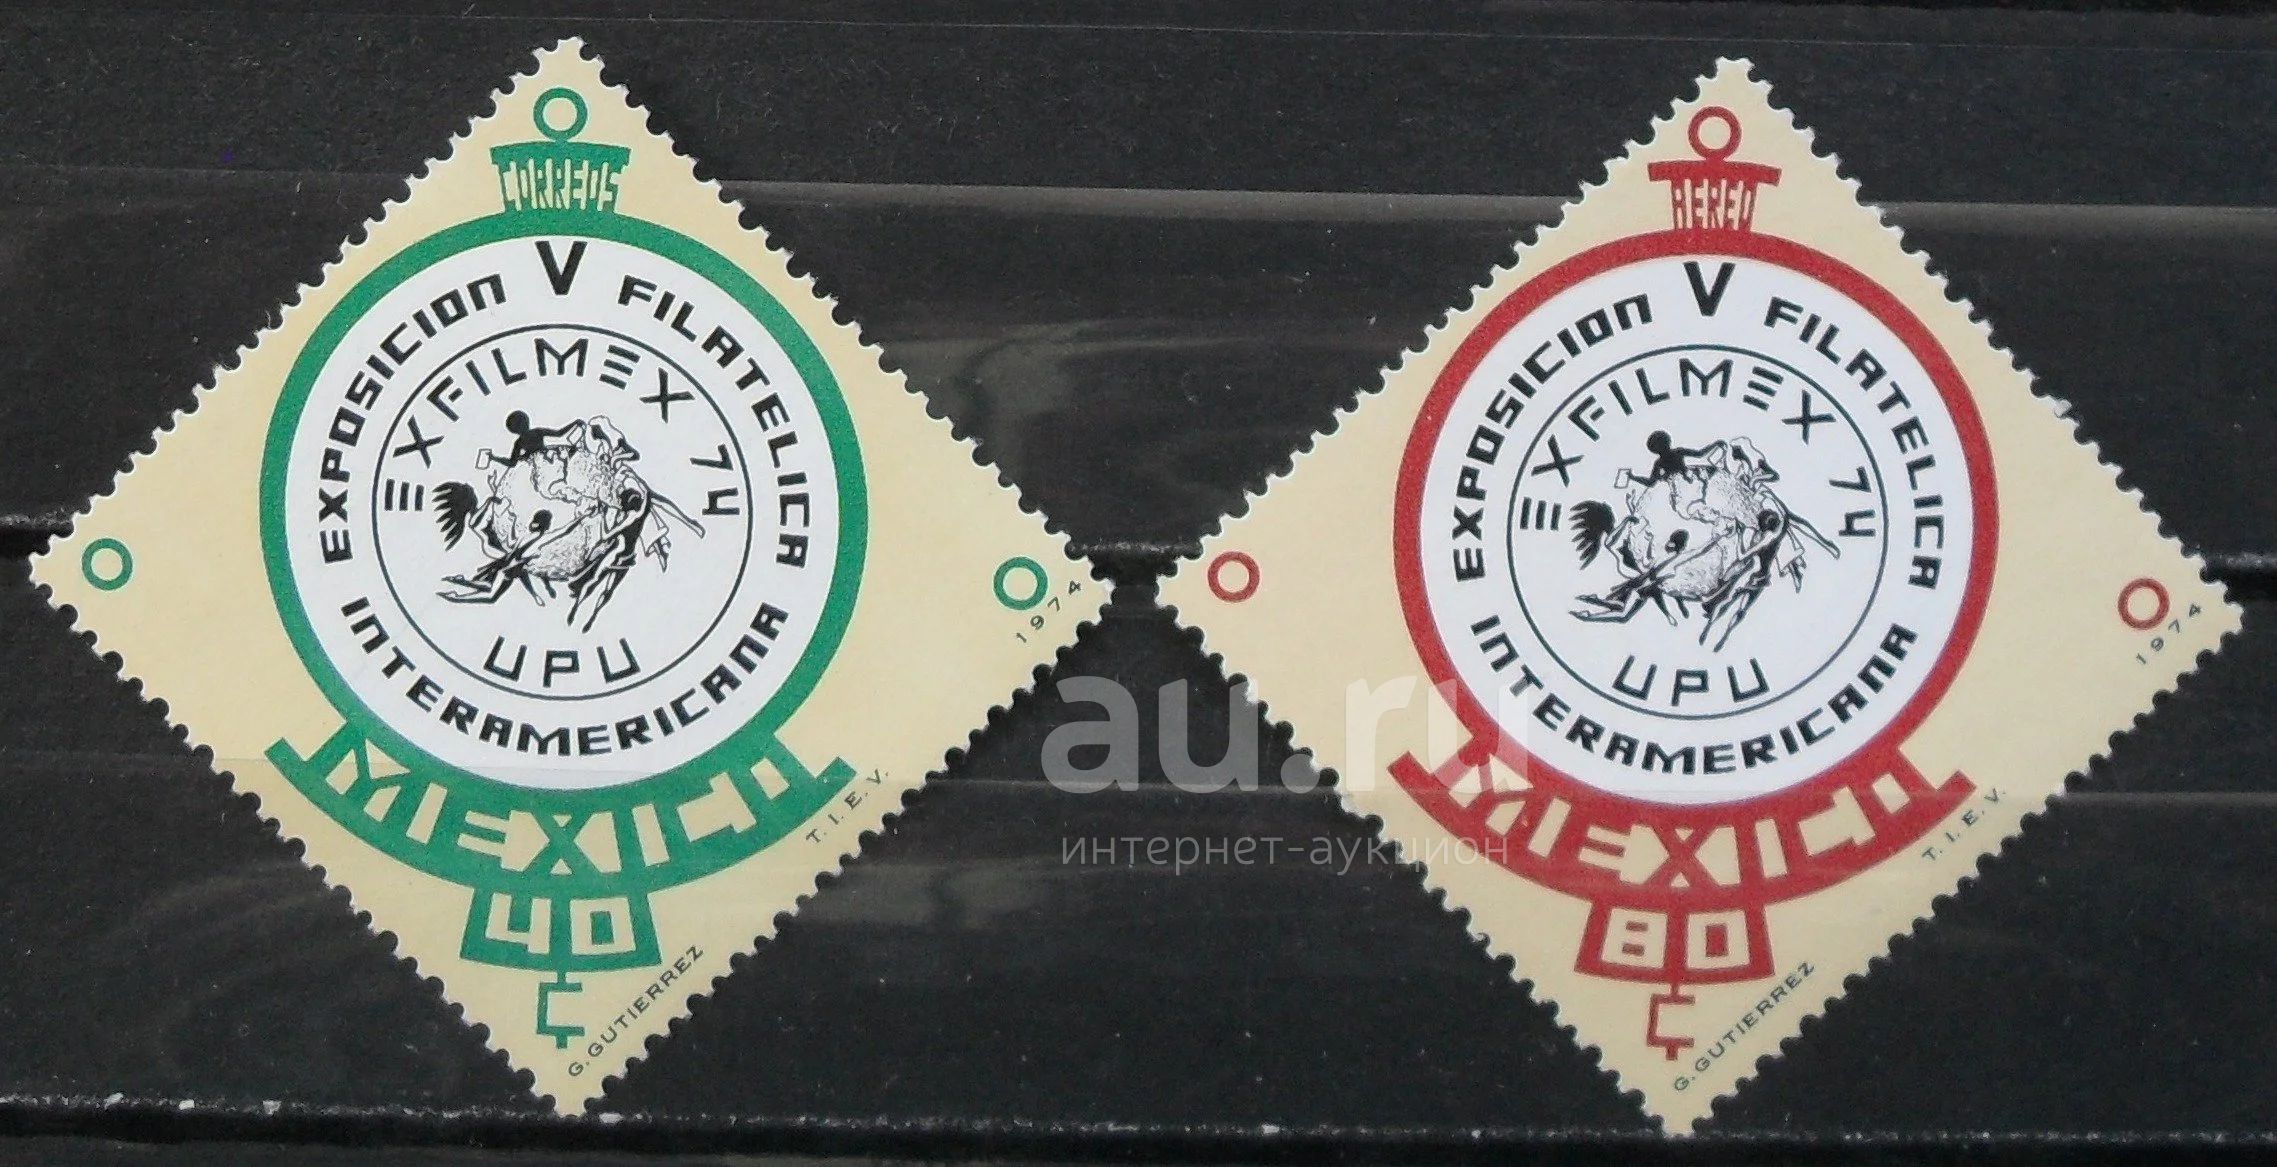 CORREOS
EXPOSICION V FILATELICA
INTERAMERICANA
EXFILMEX 74
UPU
MEXICO
40
¢
1974
T.I.E.V.
G.GUTIERREZ
AEREO
EXPOSICION V FILATELICA
INTERAMERICANA
EXFILMEX 74
UPU
MEXICO
80
¢
1974
T.I.E.V.
G.GUTIERREZ
au.ru
интернет-аукцион